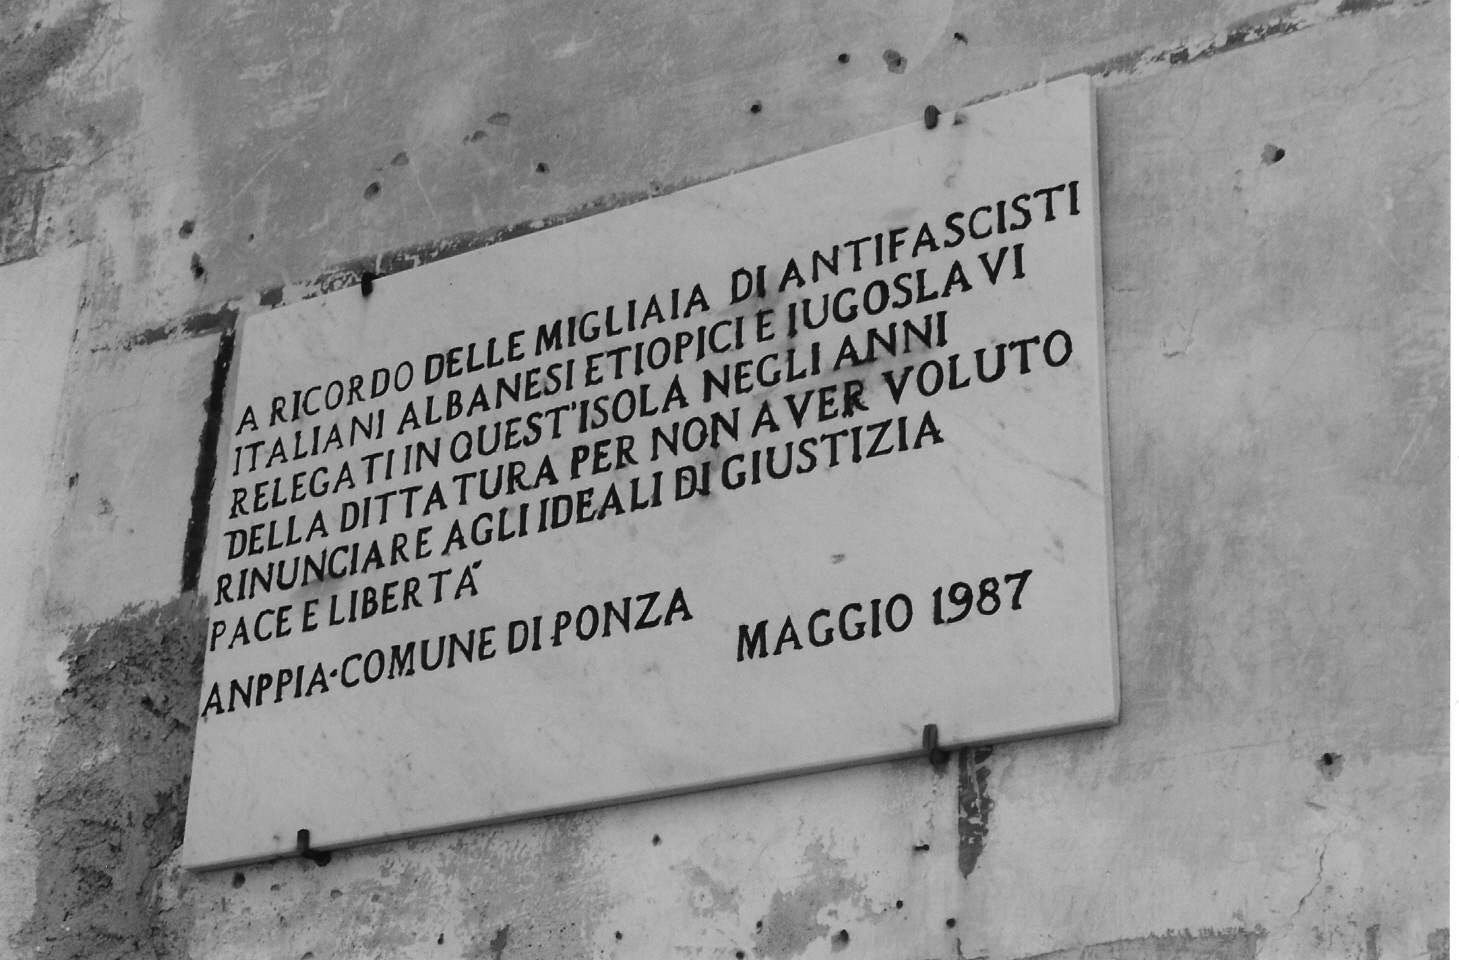 A RICORDO DELLE MIGLIAIA DI ANTIFASCISTI
ITALIANI ALBANESI ETIOPICI E IUGOSLAVI
RELEGATI IN QUEST'ISOLA NEGLI ANNI
DELLA DITTATURA PER NON AVER VOLUTO
RINUNCIARE AGLI IDEALI DI GIUSTIZIA
PACE E LIBERTA'
ANPPIA·COMUNE DI PONZA
MAGGIO 1987